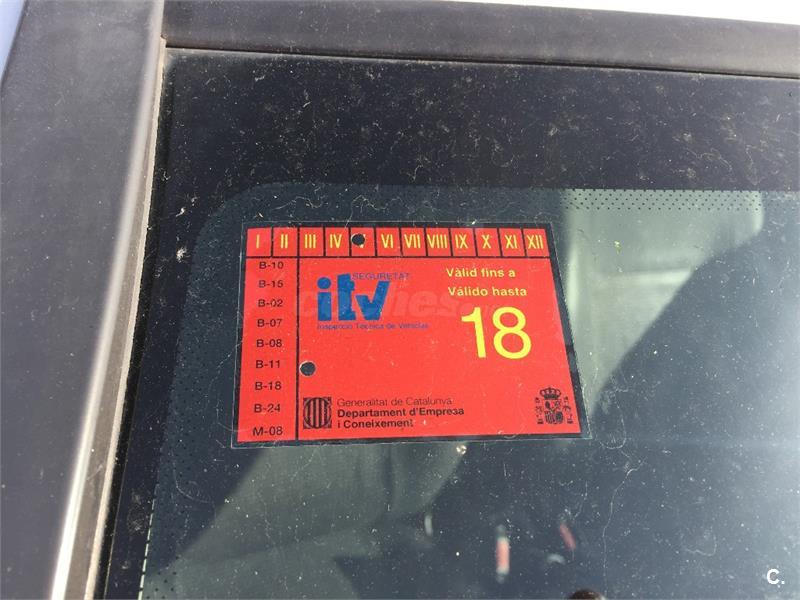 I II III IV VI VII VIII IX X XI XII
B-10
B-15
B-02
B-07
B-08
B-11
B-18
B-24
M-08
SEGURETAT
itv
Inspecció Tècnica de Vehicles
Vàlid fins a
Válido hasta
18
Generalitat de Catalunya
Departament d'Empresa
i Coneixement
C.